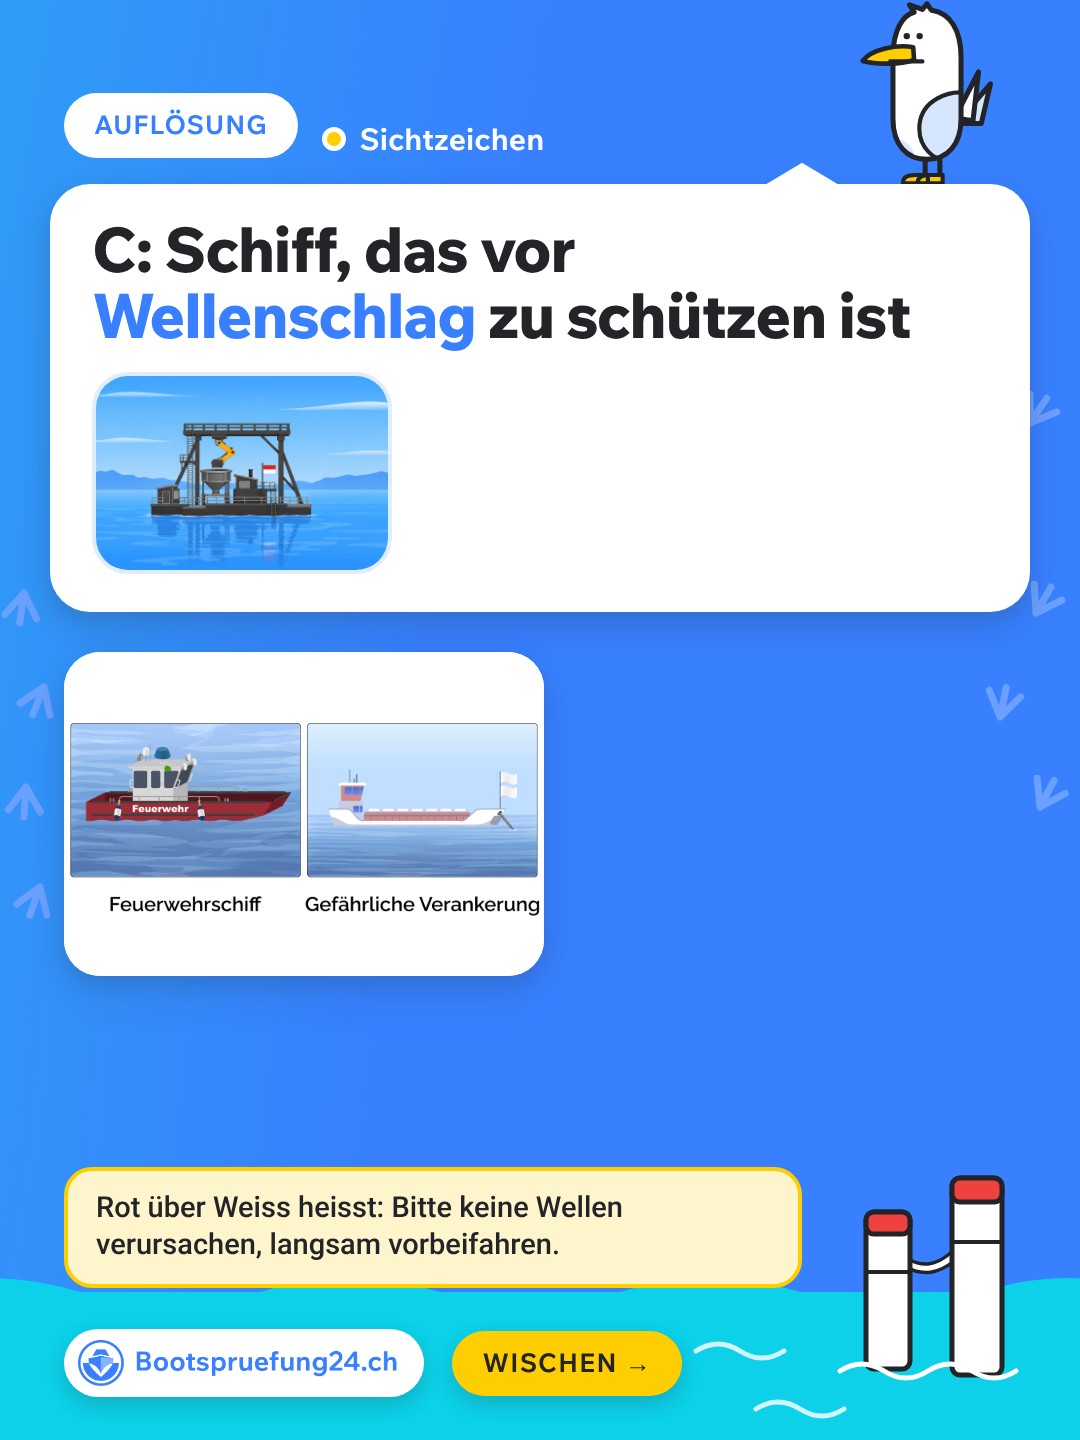 AUFLÖSUNG
Sichtzeichen
C: Schiff, das vor
Wellenschlag zu schützen ist
Feuerwehr
Feuerwehrschiff
Gefährliche Verankerung
Rot über Weiss heisst: Bitte keine Wellen
verursachen, langsam vorbeifahren.
Bootspruefung24.ch
WISCHEN →